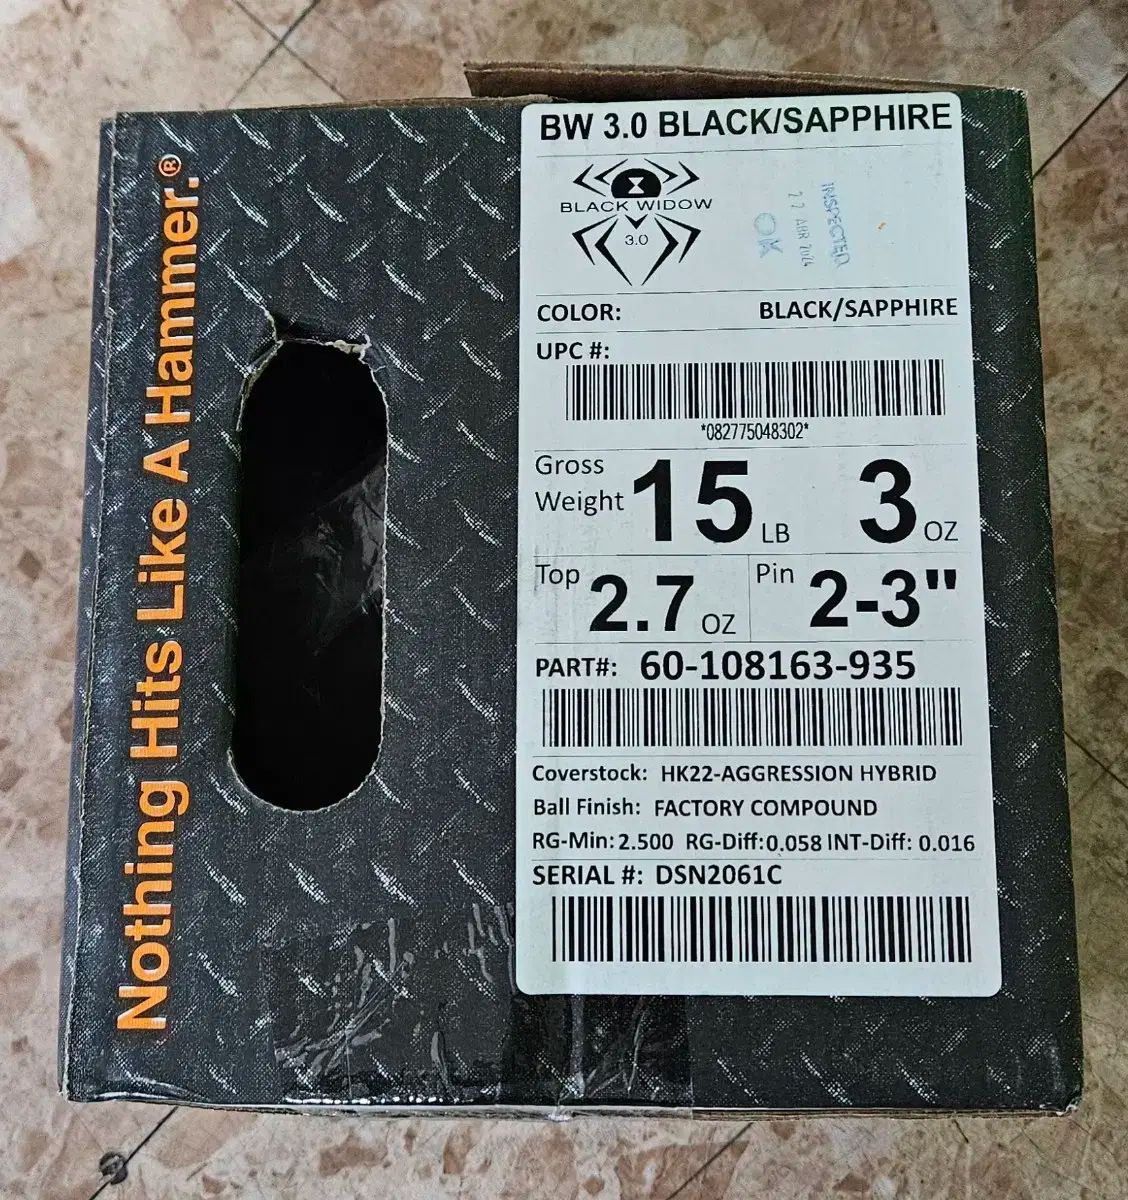 Nothing Hits Like A Hammer.®
BW 3.0 BLACK/SAPPHIRE
BLACK WIDOW
3.0
INSPECTED
22 ABR 2024
OK
COLOR: BLACK/SAPPHIRE
UPC #:
*082775048302*
Gross Weight 15 LB 3 OZ
Top 2.7 OZ Pin 2-3"
PART#: 60-108163-935
Coverstock: HK22-AGGRESSION HYBRID
Ball Finish: FACTORY COMPOUND
RG-Min: 2.500 RG-Diff: 0.058 INT-Diff: 0.016
SERIAL #: DSN2061C